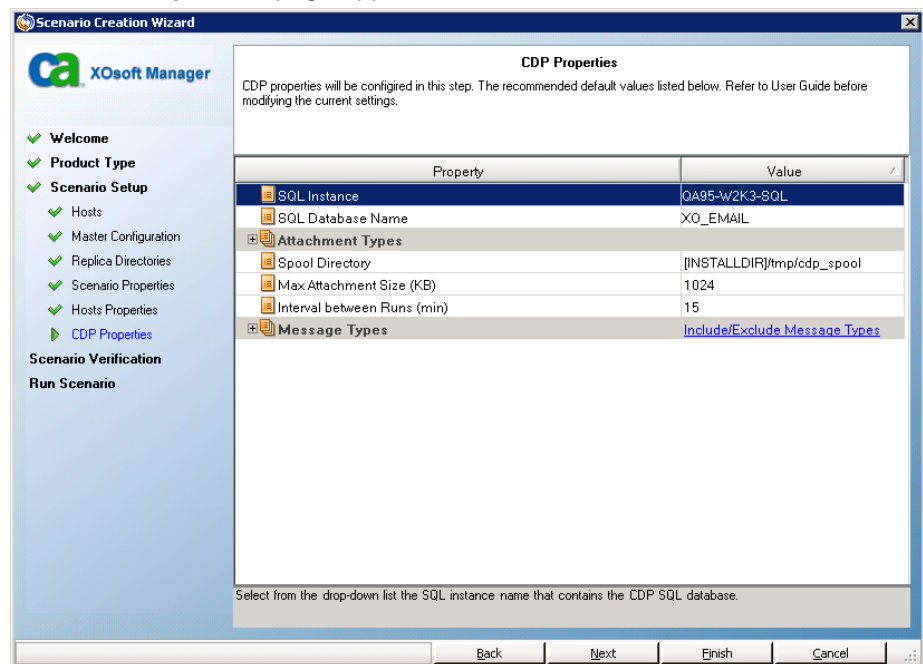 Scenario Creation Wizard
ca XOsoft Manager
Welcome
Product Type
Scenario Setup
Hosts
Master Configuration
Replica Directories
Scenario Properties
Hosts Properties
CDP Properties
Scenario Verification
Run Scenario
CDP Properties
CDP properties will be configired in this step. The recommended default values listed below. Refer to User Guide before
modifying the current settings.
Property Value
SQL Instance QA95-W2K3-SQL
SQL Database Name XO_EMAIL
Attachment Types
Spool Directory [INSTALLDIR]/tmp/cdp_spool
Max Attachment Size (KB) 1024
Interval between Runs (min) 15
Message Types Include/Exclude Message Types
Select from the drop-down list the SQL instance name that contains the CDP SQL database.
Back Next Finish Cancel